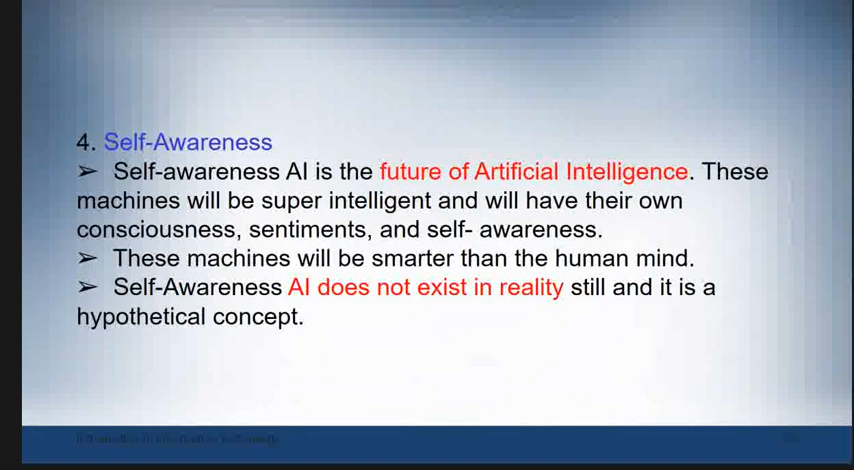 4. Self-Awareness
➢ Self-awareness AI is the future of Artificial Intelligence. These
machines will be super intelligent and will have their own
consciousness, sentiments, and self- awareness.
➢ These machines will be smarter than the human mind.
➢ Self-Awareness AI does not exist in reality still and it is a
hypothetical concept.